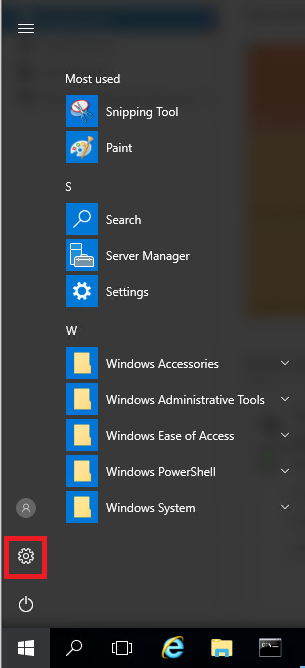 Most used
Snipping Tool
Paint
S
Search
Server Manager
Settings
W
Windows Accessories
Windows Administrative Tools
Windows Ease of Access
Windows PowerShell
Windows System